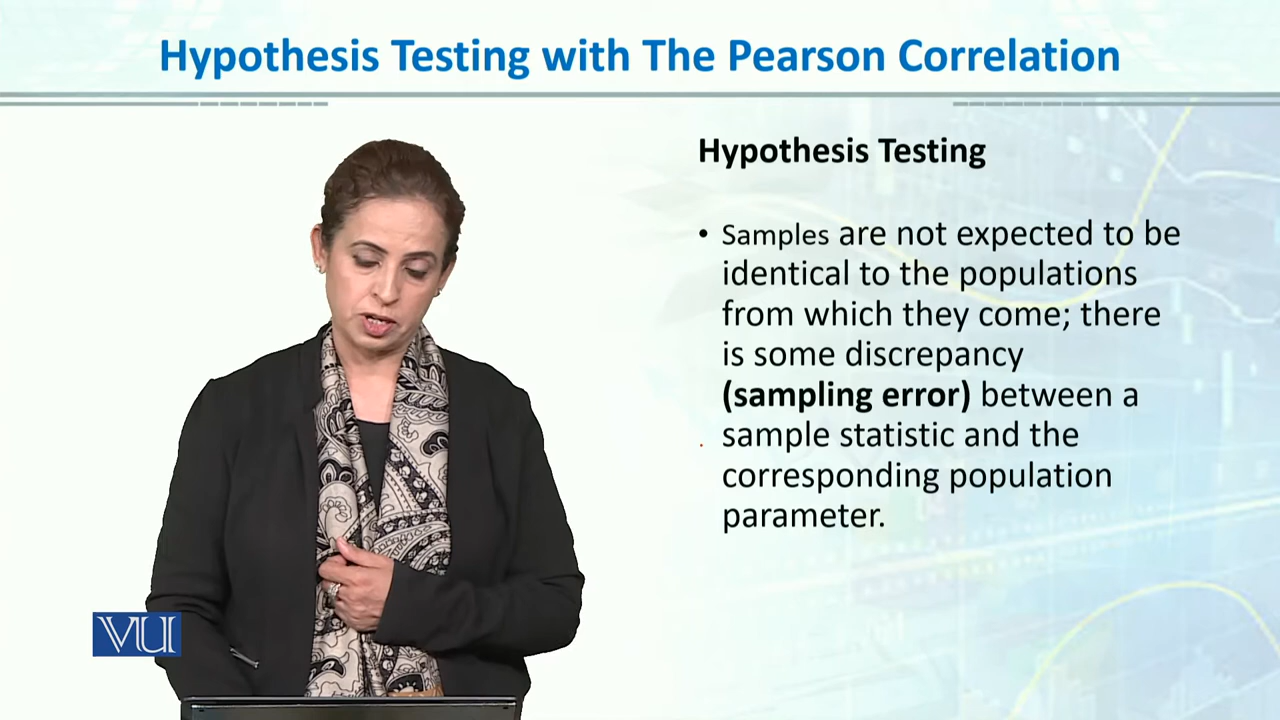 Hypothesis Testing with The Pearson Correlation
Hypothesis Testing
• Samples are not expected to be
identical to the populations
from which they come; there
is some discrepancy
(sampling error) between a
. sample statistic and the
corresponding population
parameter.
VU